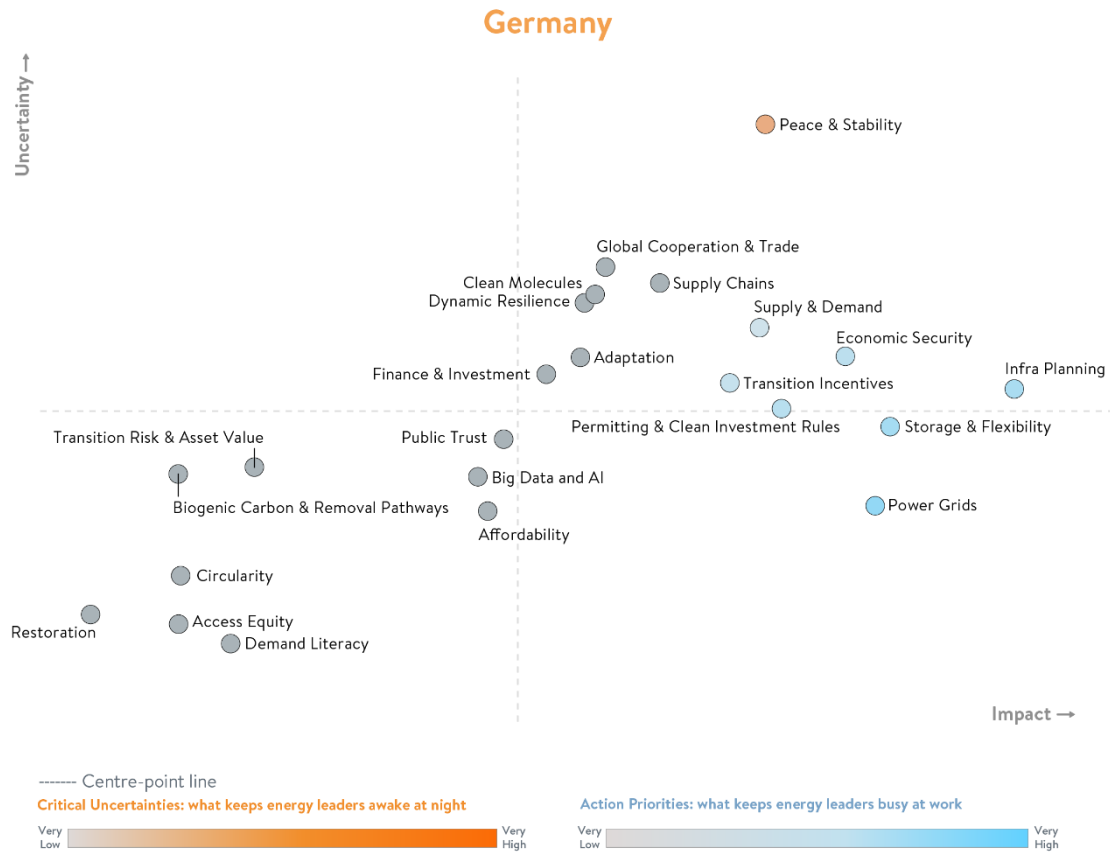 Germany
Uncertainty →
Peace & Stability
Global Cooperation & Trade
Clean Molecules
Supply Chains
Dynamic Resilience
Supply & Demand
Economic Security
Adaptation
Infra Planning
Finance & Investment
Transition Incentives
Permitting & Clean Investment Rules
Storage & Flexibility
Transition Risk & Asset Value
Public Trust
Big Data and AI
Biogenic Carbon & Removal Pathways
Power Grids
Affordability
Circularity
Restoration
Access Equity
Demand Literacy
Impact →
------- Centre-point line
Critical Uncertainties: what keeps energy leaders awake at night
Very Low
Very High
Action Priorities: what keeps energy leaders busy at work
Very Low
Very High